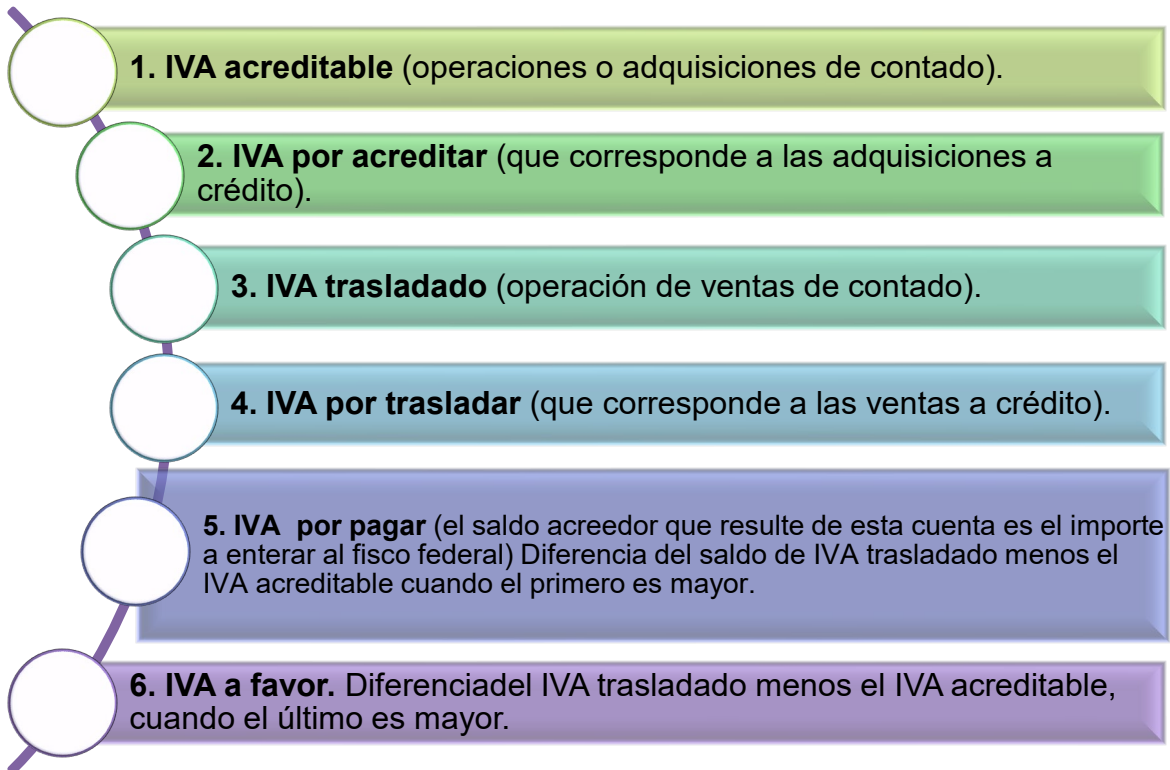 1. IVA acreditable (operaciones o adquisiciones de contado).
2. IVA por acreditar (que corresponde a las adquisiciones a
crédito).
3. IVA trasladado (operación de ventas de contado).
4. IVA por trasladar (que corresponde a las ventas a crédito).
5. IVA  por pagar (el saldo acreedor que resulte de esta cuenta es el importe
a enterar al fisco federal) Diferencia del saldo de IVA trasladado menos el
IVA acreditable cuando el primero es mayor.
6. IVA a favor. Diferenciadel IVA trasladado menos el IVA acreditable,
cuando el último es mayor.